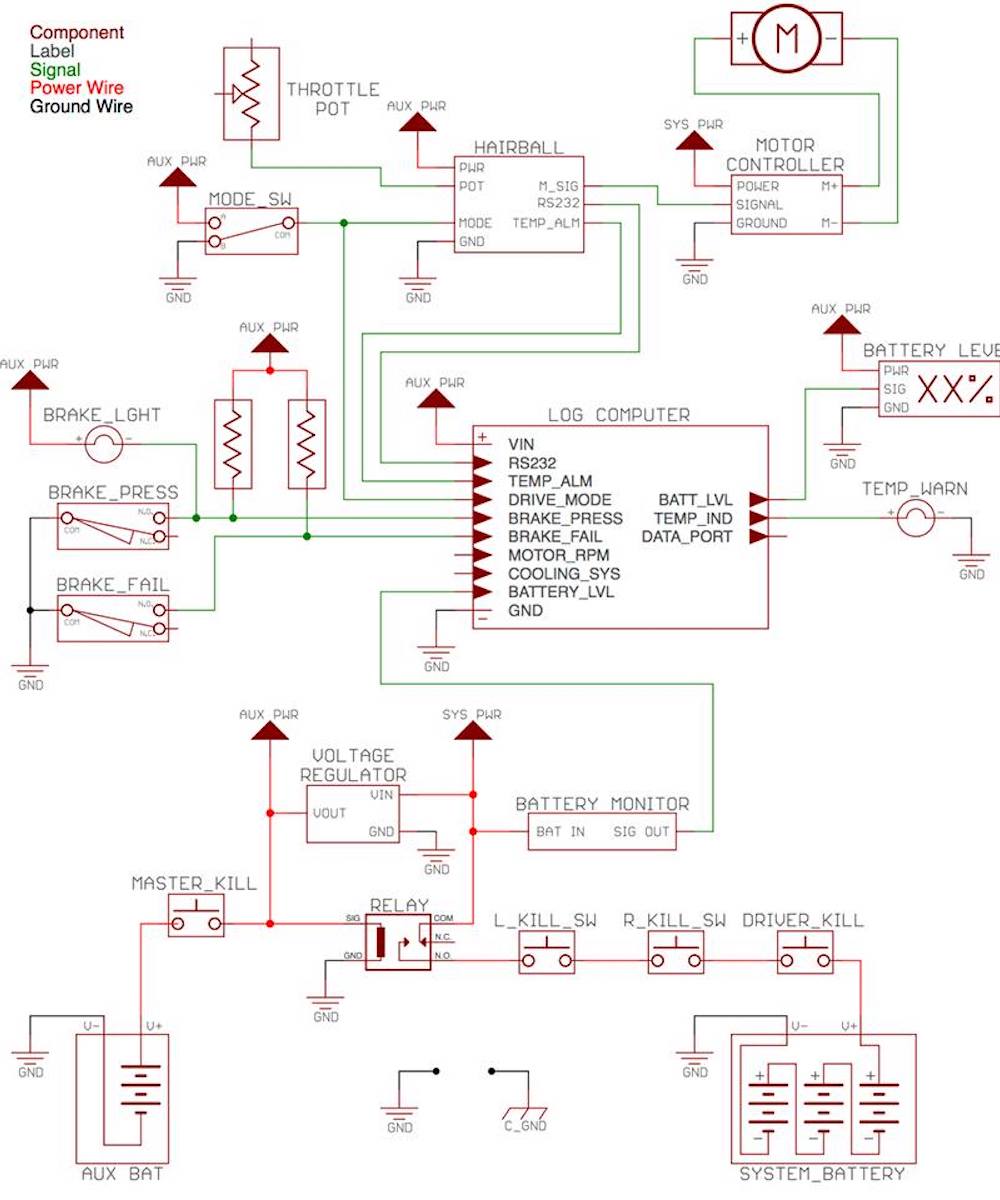 Component
Label
Signal
Power Wire
Ground Wire
THROTTLE
POT
+ M -
AUX_PWR
SYS_PWR
MOTOR
CONTROLLER
POWER M+
SIGNAL
GROUND M-
GND
HAIRBALL
PWR
POT M_SIG
RS232
MODE TEMP_ALM
GND
GND
AUX_PWR
MODE_SW
A
B
COM
GND
AUX_PWR
AUX_PWR
BRAKE_LGHT
+ -
BRAKE_PRESS
COM
N.O.
N.C.
BRAKE_FAIL
COM
N.O.
N.C.
GND
AUX_PWR
LOG COMPUTER
+
VIN
RS232
TEMP_ALM
DRIVE_MODE BATT_LVL
BRAKE_PRESS TEMP_IND
BRAKE_FAIL DATA_PORT
MOTOR_RPM
COOLING_SYS
BATTERY_LVL
GND
-
GND
AUX_PWR
BATTERY LEVE
PWR
SIG XX%
GND
GND
TEMP_WARN
+ -
GND
AUX_PWR
SYS_PWR
VOLTAGE
REGULATOR
VIN
VOUT
GND
GND
BATTERY MONITOR
BAT IN SIG OUT
MASTER_KILL
RELAY
SIG COM
N.C.
GND N.O.
GND
L_KILL_SW R_KILL_SW DRIVER_KILL
V- V+
GND
AUX BAT
GND
C_GND
V- V+
GND
+ + +
- - -
SYSTEM_BATTERY